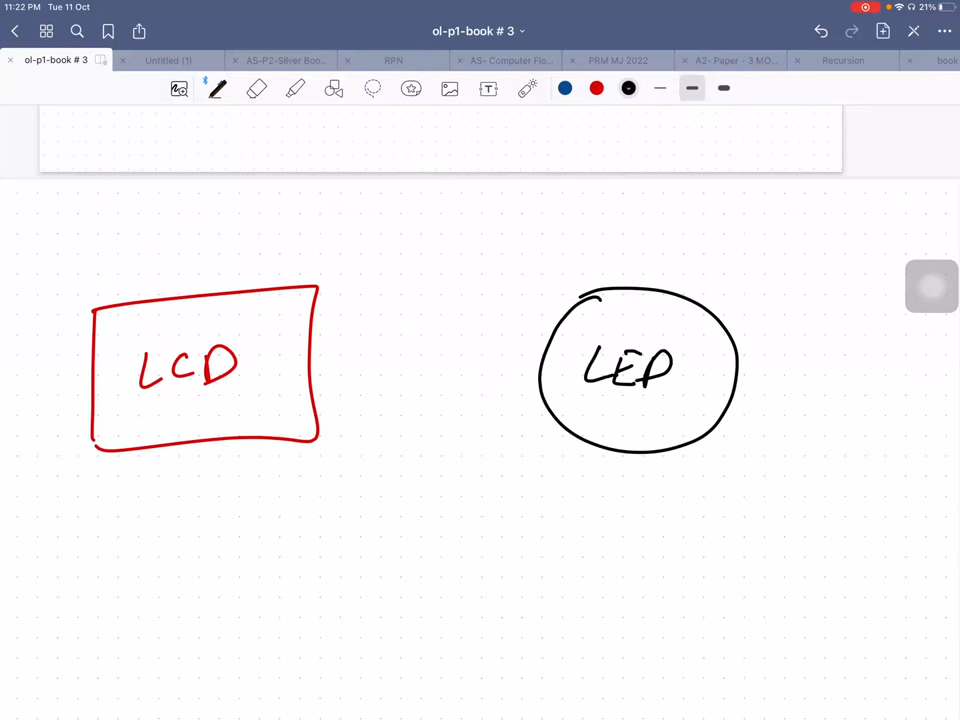 11:22 PM Tue 11 Oct
21%
ol-p1-book # 3
ol-p1-book # 3
Untitled (1)
AS-P2-Silver Boo...
RPN
AS- Computer Flo...
PRM MJ 2022
A2- Paper - 3 MO...
Recursion
book
T
LCD
LED